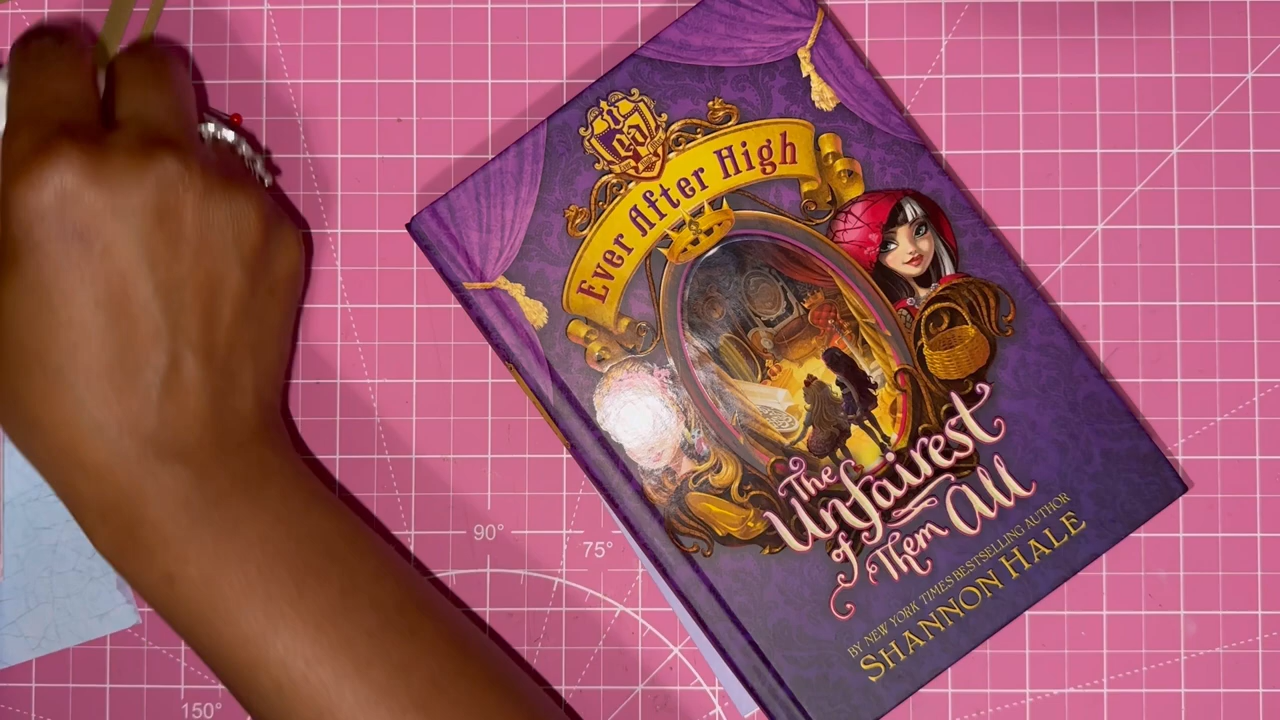 Ever After High
The
Unfairest
of Them All
BY NEW YORK TIMES BESTSELLING AUTHOR
SHANNON HALE
90°
75°
150°